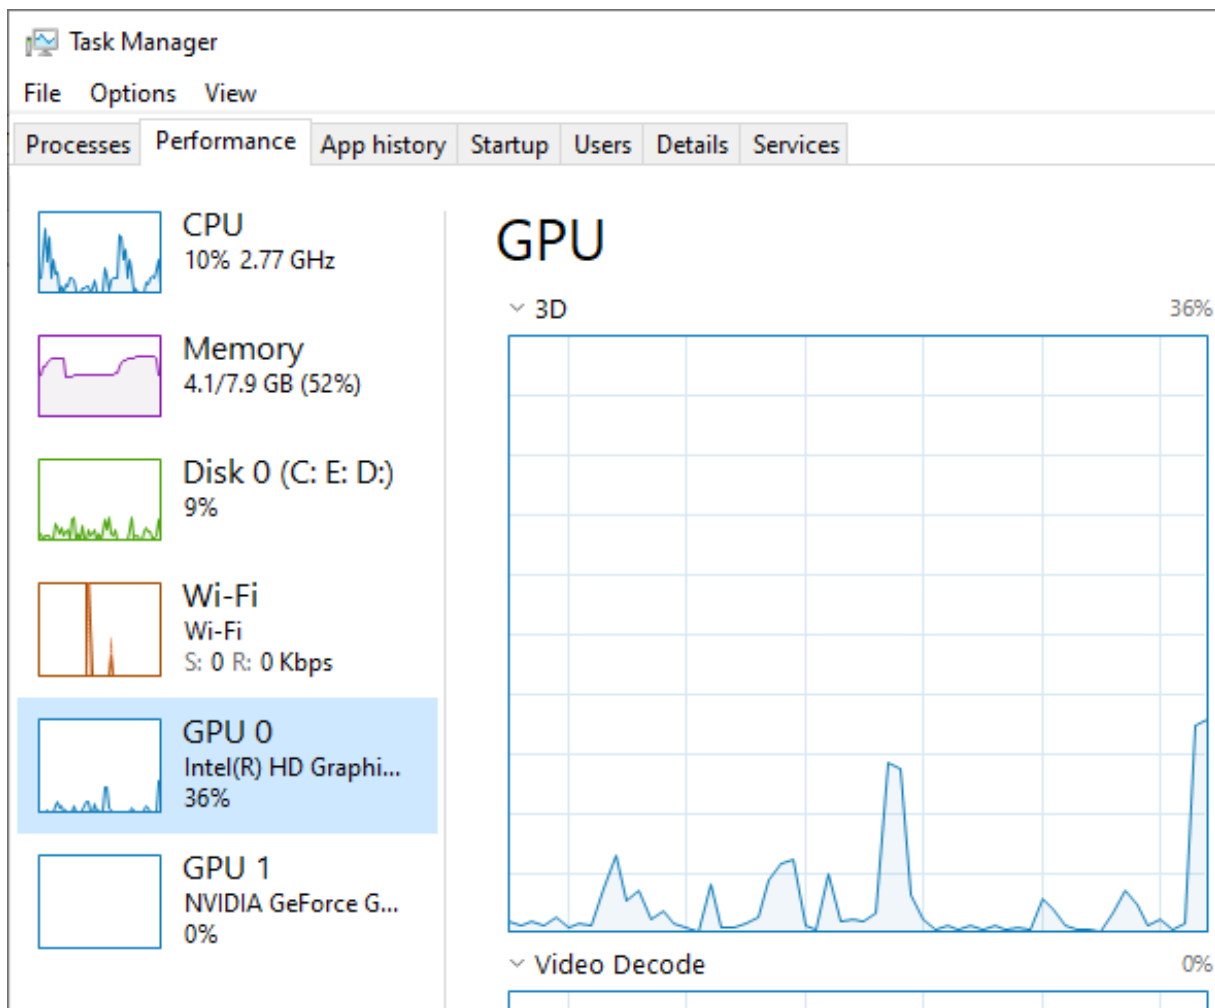 Task Manager
File Options View
Processes Performance App history Startup Users Details Services
CPU
10% 2.77 GHz
Memory
4.1/7.9 GB (52%)
Disk 0 (C: E: D:)
9%
Wi-Fi
Wi-Fi
S: 0 R: 0 Kbps
GPU 0
Intel(R) HD Graphi...
36%
GPU 1
NVIDIA GeForce G...
0%
GPU
3D 36%
Video Decode 0%